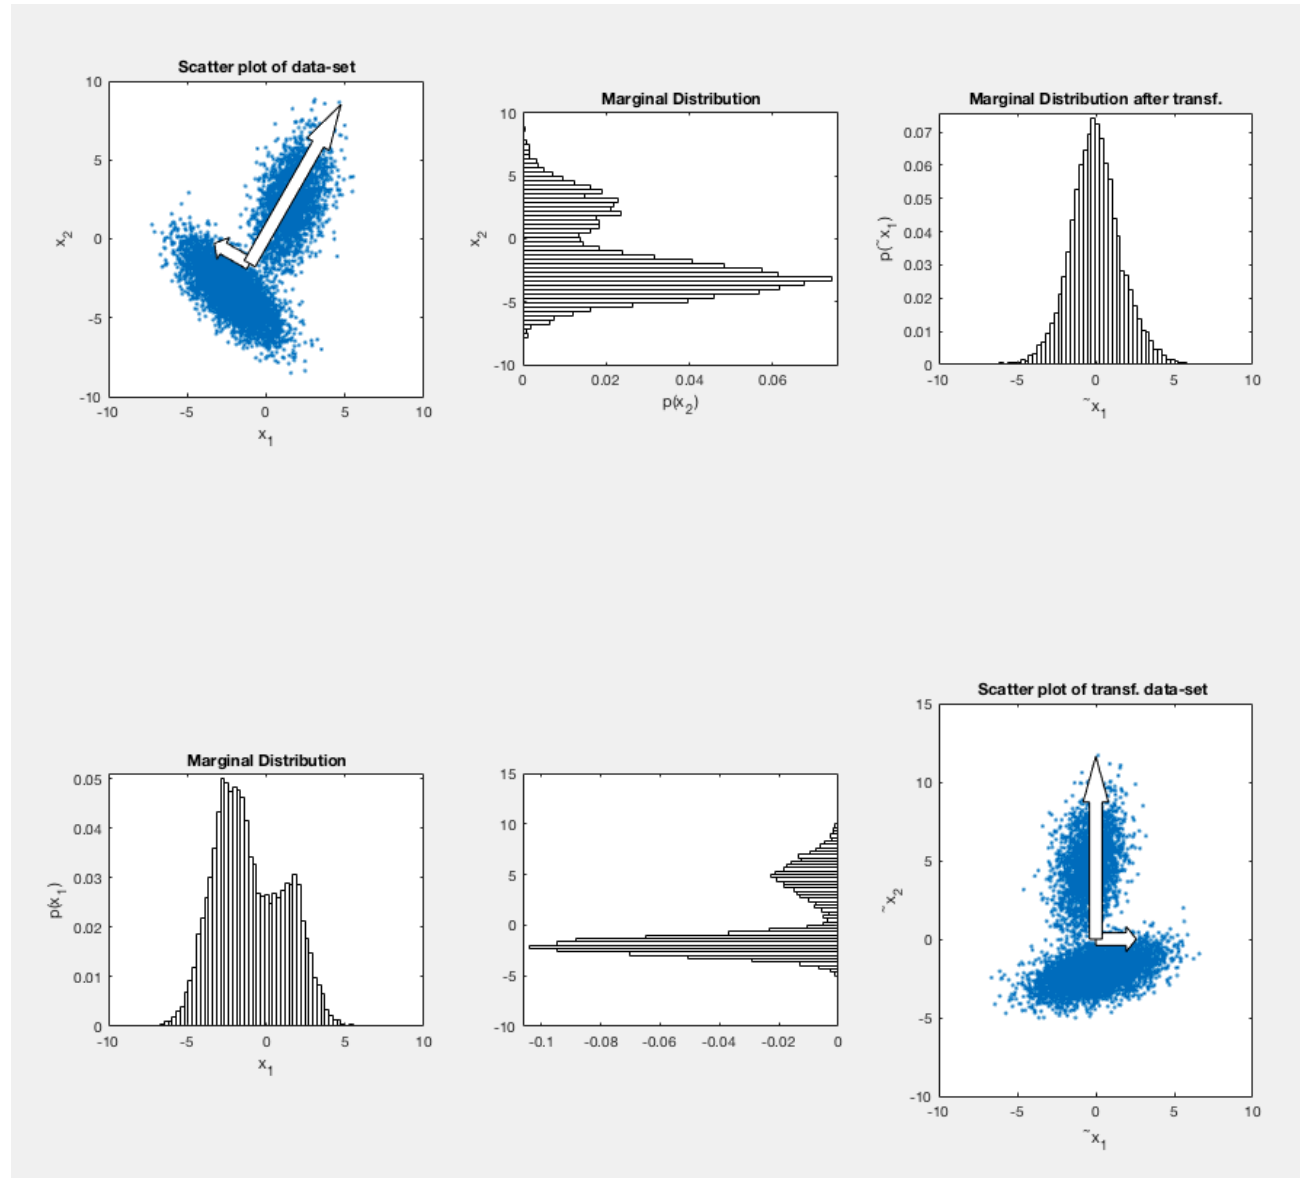 Scatter plot of data-set
10
5
0
-5
-10
-10 -5 0 5 10
x2
x1
Marginal Distribution
10
5
0
-5
-10
0 0.02 0.04 0.06
x2
p(x2)
Marginal Distribution after transf.
0.07
0.06
0.05
0.04
0.03
0.02
0.01
0
-10 -5 0 5 10
p(~x1)
~x1
Marginal Distribution
0.05
0.04
0.03
0.02
0.01
0
-10 -5 0 5 10
p(x1)
x1
15
10
5
0
-5
-10
-0.1 -0.08 -0.06 -0.04 -0.02 0
Scatter plot of transf. data-set
15
10
5
0
-5
-10
-10 -5 0 5 10
~x2
~x1